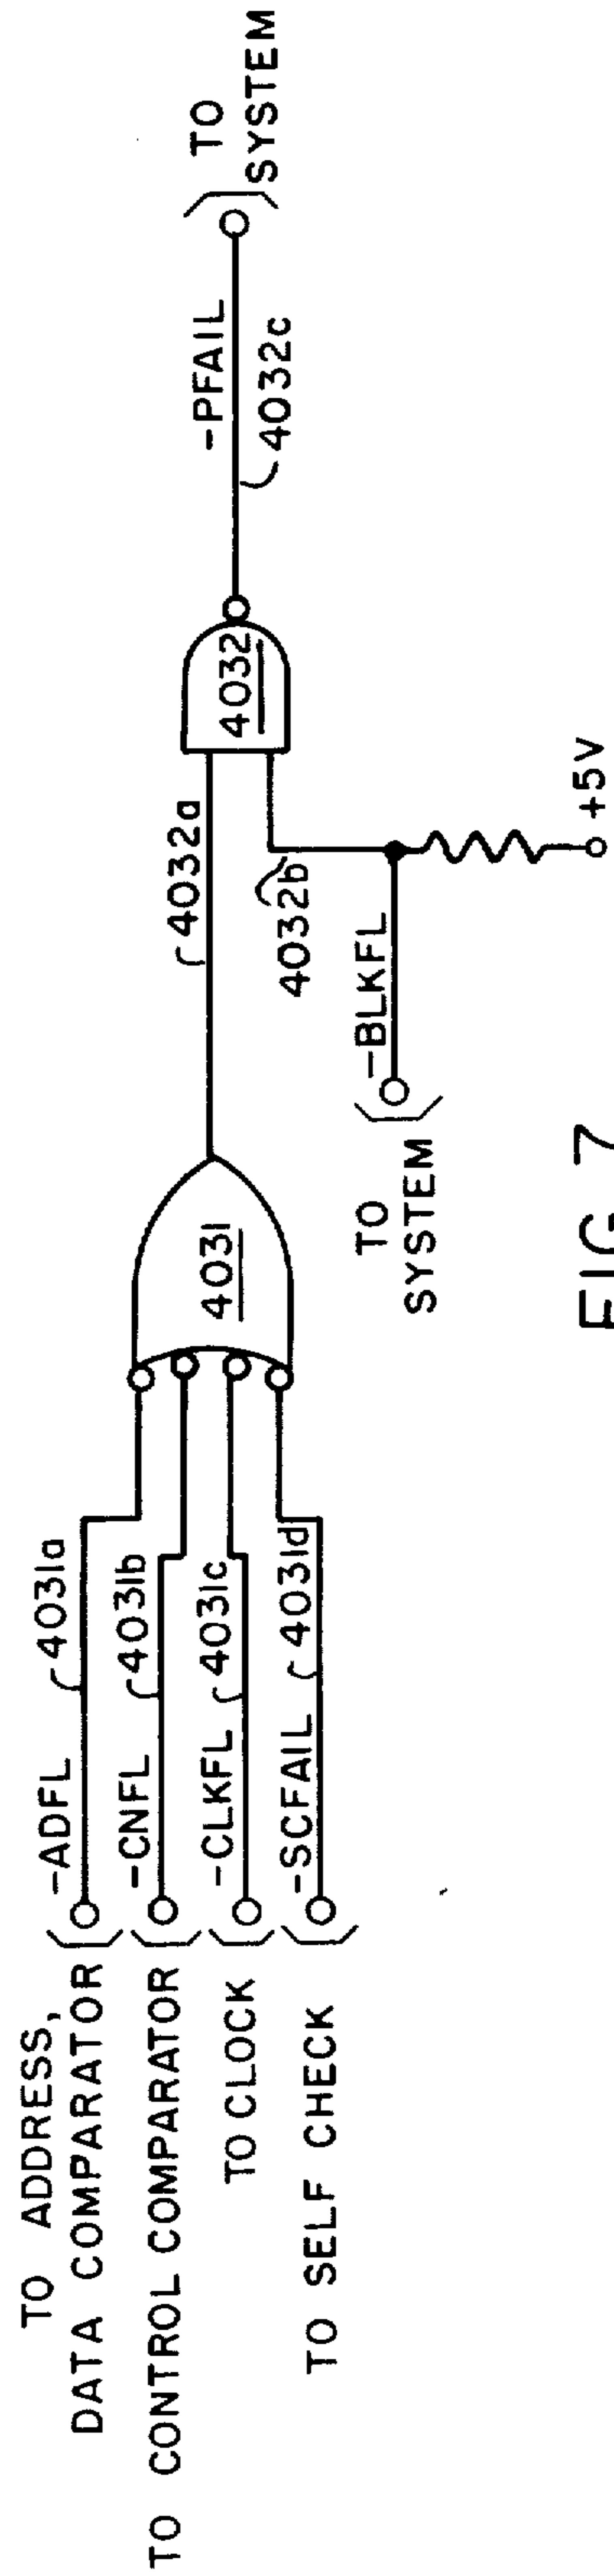 TO ADDRESS,
DATA COMPARATOR
-ADFL
4031a
TO CONTROL COMPARATOR
-CNFL
4031b
TO CLOCK
-CLKFL
4031c
TO SELF CHECK
-SCFAIL
4031d
4031
4032a
4032b
TO
SYSTEM
-BLKFL
+5V
4032
-PFAIL
4032c
TO
SYSTEM
FIG 7